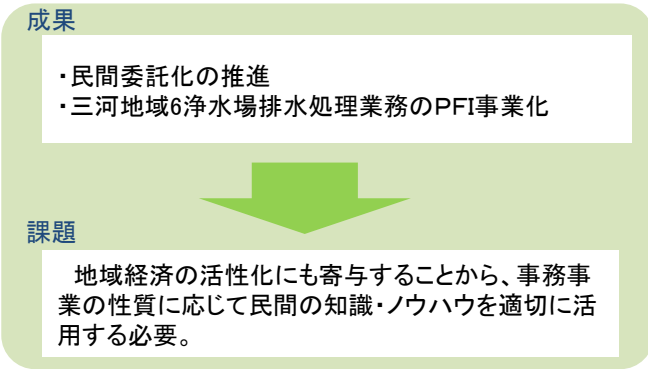 成果
・民間委託化の推進
・三河地域6浄水場排水処理業務のPFI事業化
課題
　地域経済の活性化にも寄与することから、事務事
業の性質に応じて民間の知識・ノウハウを適切に活
用する必要。